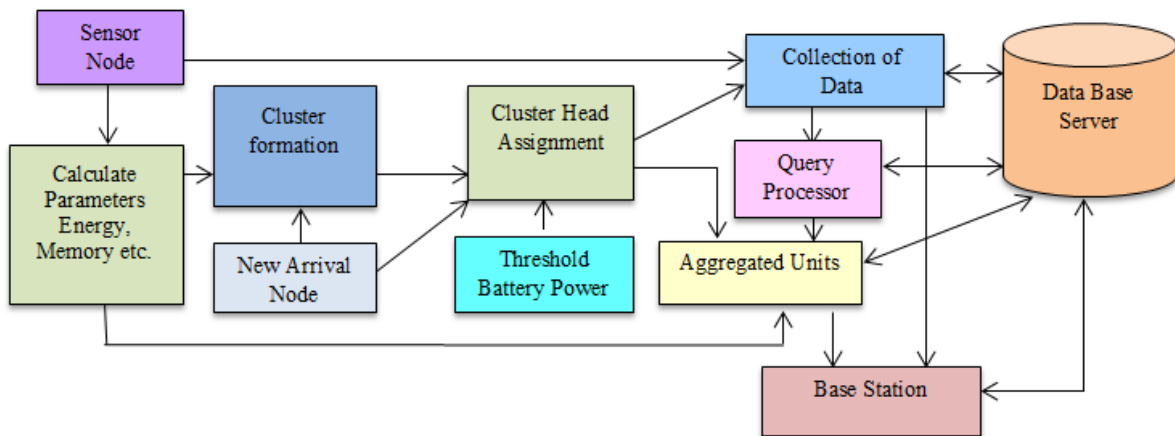 Sensor
Node
Collection of
Data
Data Base
Server
Cluster
formation
Cluster Head
Assignment
Calculate
Parameters
Energy,
Memory etc.
Query
Processor
New Arrival
Node
Threshold
Battery Power
Aggregated Units
Base Station